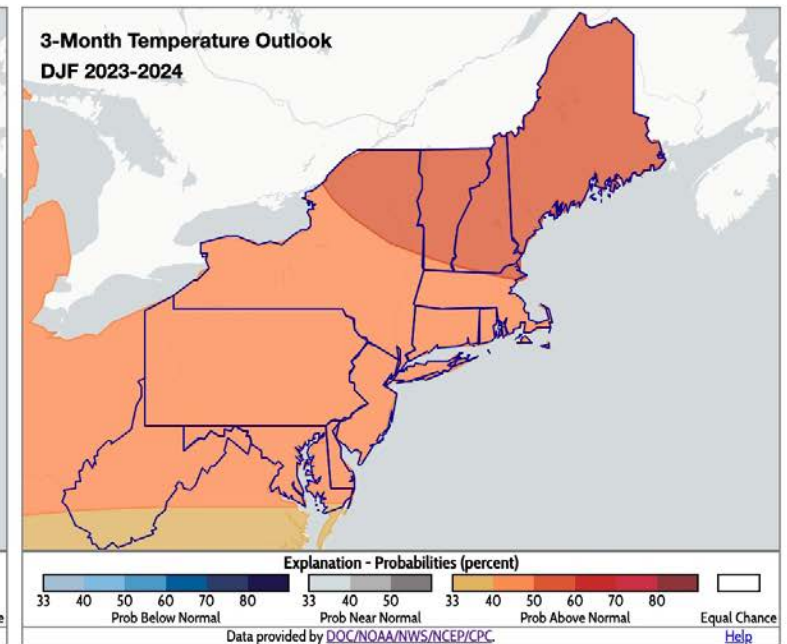 3-Month Temperature Outlook
DJF 2023-2024
Explanation - Probabilities (percent)
33 40 50 60 70 80 33 40 50 33 40 50 60 70 80
Prob Below Normal Prob Near Normal Prob Above Normal Equal Chance
Data provided by DOC/NOAA/NWS/NCEP/CPC. Help